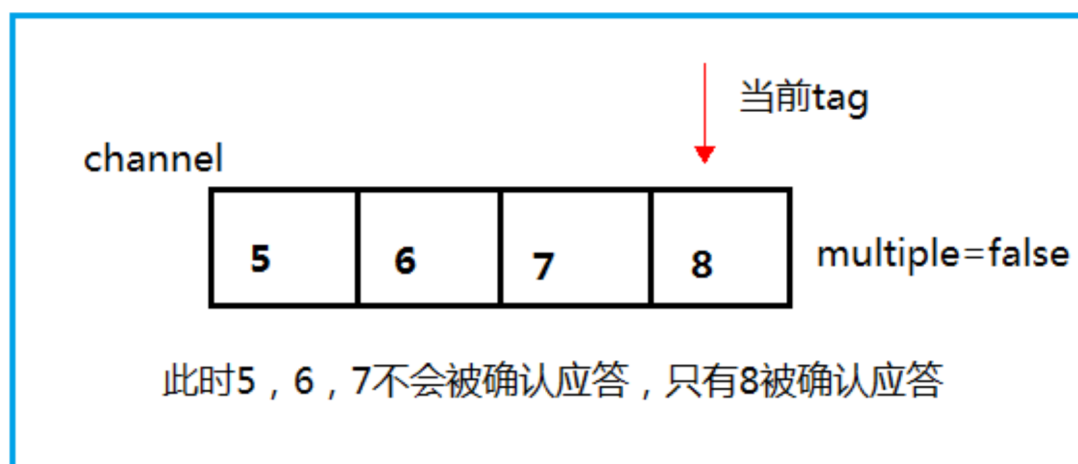 当前tag
channel
5 6 7 8
multiple=false
此时5，6，7不会被确认应答，只有8被确认应答